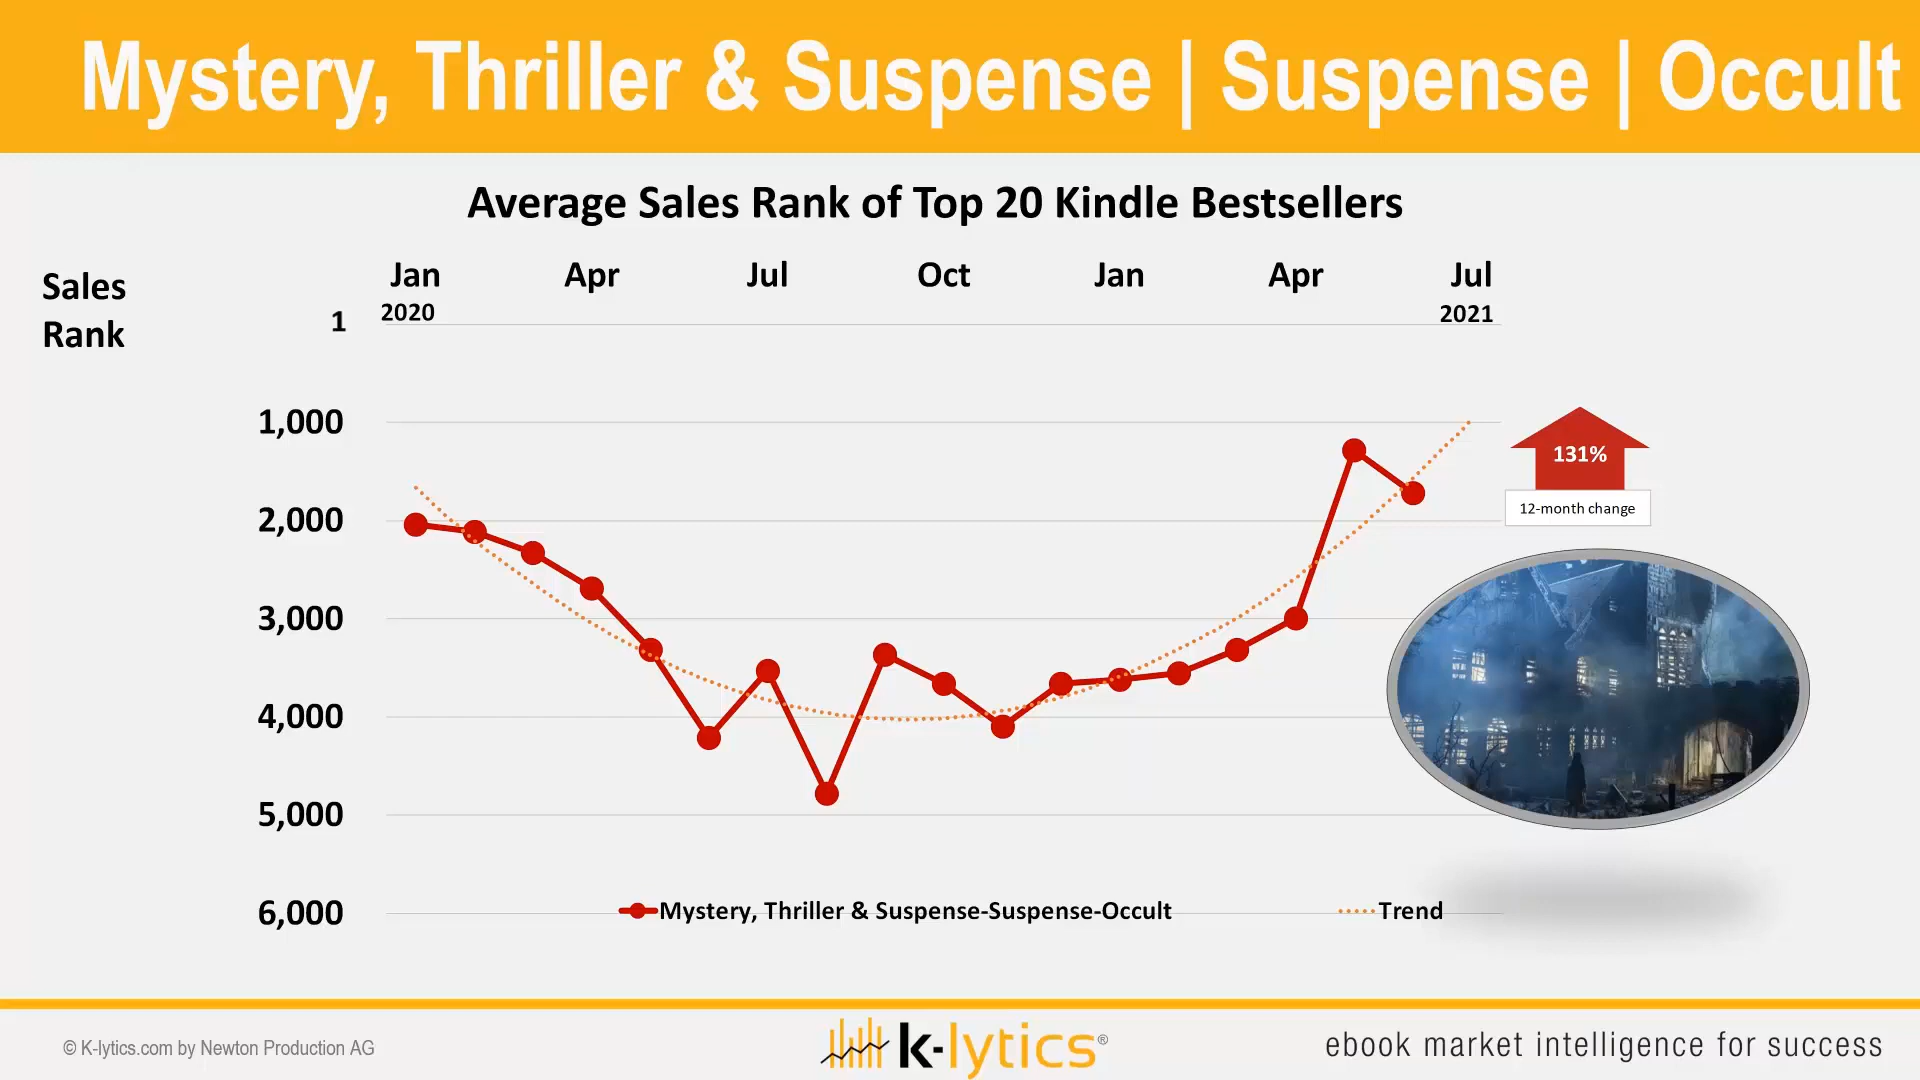 Mystery, Thriller & Suspense | Suspense | Occult
Average Sales Rank of Top 20 Kindle Bestsellers
Sales
Rank
Jan Apr Jul Oct Jan Apr Jul
2020 2021
1
1,000
2,000
3,000
4,000
5,000
6,000
131%
12-month change
Mystery, Thriller & Suspense-Suspense-Occult Trend
© K-lytics.com by Newton Production AG
k-lytics®
ebook market intelligence for success